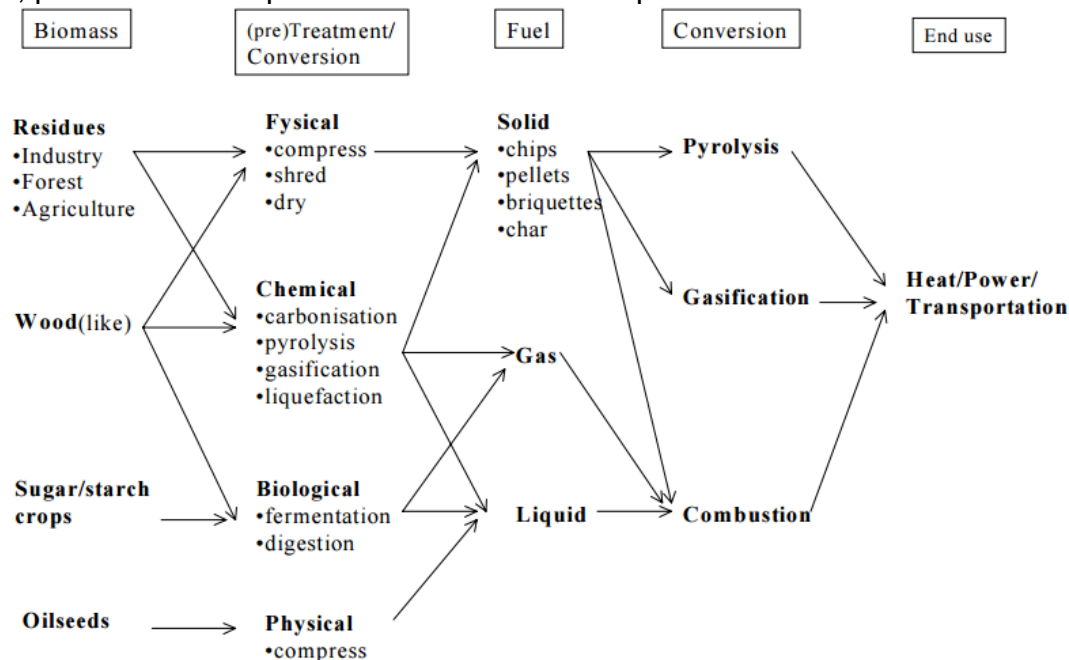 Biomass
(pre)Treatment/
Conversion
Fuel
Conversion
End use
Residues
•Industry
•Forest
•Agriculture
Wood(like)
Sugar/starch
crops
Oilseeds
Fysical
•compress
•shred
•dry
Chemical
•carbonisation
•pyrolysis
•gasification
•liquefaction
Biological
•fermentation
•digestion
Physical
•compress
Solid
•chips
•pellets
•briquettes
•char
Gas
Liquid
Pyrolysis
Gasification
Combustion
Heat/Power/
Transportation